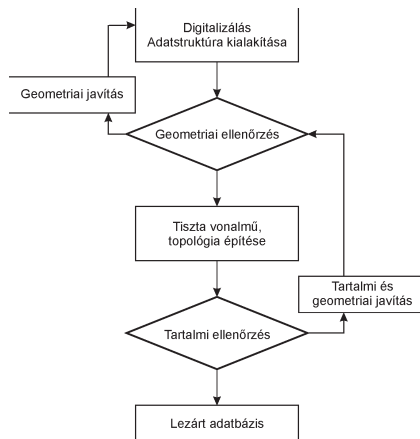 Digitalizálás
Adatstruktúra kialakítása
Geometriai javítás
Geometriai ellenőrzés
Tiszta vonalmű,
topológia építése
Tartalmi és
geometriai javítás
Tartalmi ellenőrzés
Lezárt adatbázis